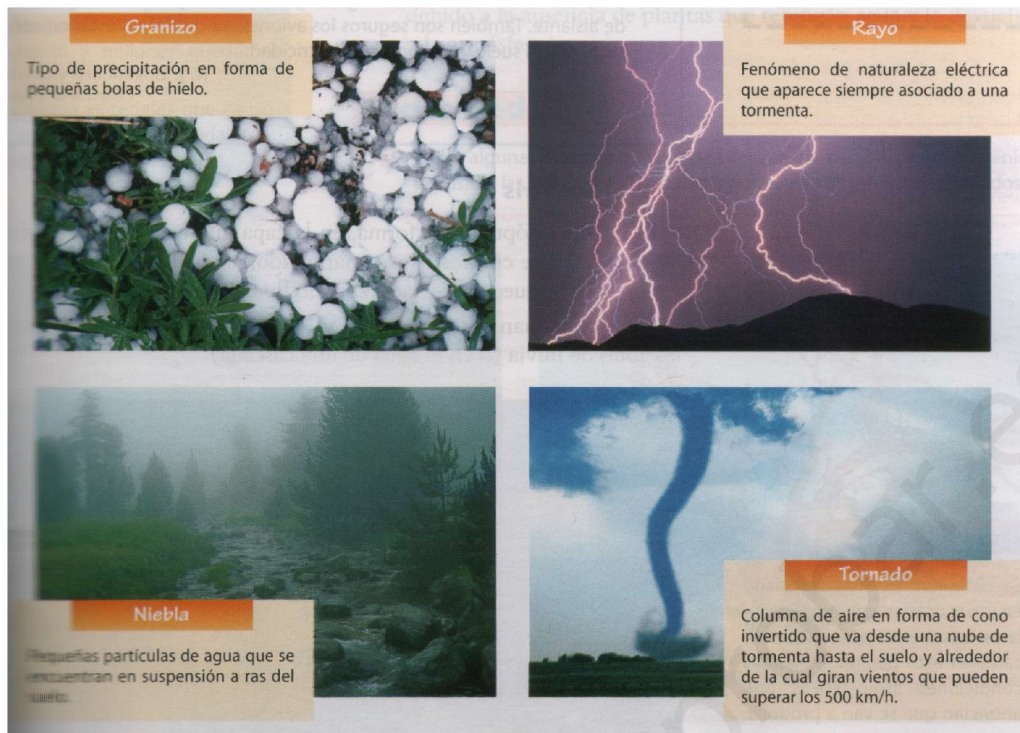 Granizo
Tipo de precipitación en forma de
pequeñas bolas de hielo.
Rayo
Fenómeno de naturaleza eléctrica
que aparece siempre asociado a una
tormenta.
Niebla
Pequeñas partículas de agua que se
encuentran en suspensión a ras del
suelo.
Tornado
Columna de aire en forma de cono
invertido que va desde una nube de
tormenta hasta el suelo y alrededor
de la cual giran vientos que pueden
superar los 500 km/h.